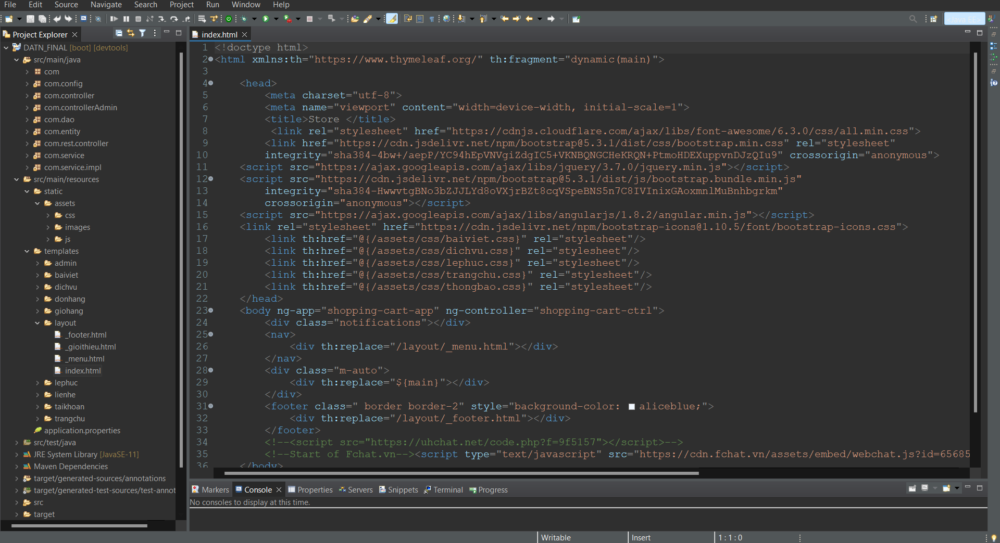 File Edit Source Navigate Search Project Run Window Help
Java EE
Project Explorer
DATN_FINAL [boot] [devtools]
src/main/java
com
com.config
com.controller
com.controllerAdmin
com.dao
com.entity
com.rest.controller
com.service
com.service.impl
src/main/resources
static
assets
css
images
js
templates
admin
baiviet
dichvu
donhang
giohang
layout
_footer.html
_gioithieu.html
_menu.html
index.html
lephuc
lienhe
taikhoan
trangchu
application.properties
src/test/java
JRE System Library [JavaSE-11]
Maven Dependencies
target/generated-sources/annotations
target/generated-test-sources/test-annot
src
target
index.html
1 <!doctype html>
2 <html xmlns:th="https://www.thymeleaf.org/" th:fragment="dynamic(main)">
3
4 <head>
5 <meta charset="utf-8">
6 <meta name="viewport" content="width=device-width, initial-scale=1">
7 <title>Store </title>
8 <link rel="stylesheet" href="https://cdnjs.cloudflare.com/ajax/libs/font-awesome/6.3.0/css/all.min.css">
9 <link href="https://cdn.jsdelivr.net/npm/bootstrap@5.3.1/dist/css/bootstrap.min.css" rel="stylesheet"
10 integrity="sha384-4bw+/aepP/YC94hEpVNVgiZdgIC5+VKNBQNGCHeKRQN+PtmoHDEXuppvnDJzQIu9" crossorigin="anonymous">
11 <script src="https://ajax.googleapis.com/ajax/libs/jquery/3.7.0/jquery.min.js"></script>
12 <script src="https://cdn.jsdelivr.net/npm/bootstrap@5.3.1/dist/js/bootstrap.bundle.min.js"
13 integrity="sha384-HwwvtgBNo3bZJJLYd8oVXjrBZt8cqVSpeBNS5n7C8IVInixGAoxmnlMuBnhbgrkm"
14 crossorigin="anonymous"></script>
15 <script src="https://ajax.googleapis.com/ajax/libs/angularjs/1.8.2/angular.min.js"></script>
16 <link rel="stylesheet" href="https://cdn.jsdelivr.net/npm/bootstrap-icons@1.10.5/font/bootstrap-icons.css">
17 <link th:href="@{/assets/css/baiviet.css}" rel="stylesheet"/>
18 <link th:href="@{/assets/css/dichvu.css}" rel="stylesheet"/>
19 <link th:href="@{/assets/css/lephuc.css}" rel="stylesheet"/>
20 <link th:href="@{/assets/css/trangchu.css}" rel="stylesheet"/>
21 <link th:href="@{/assets/css/thongbao.css}" rel="stylesheet"/>
22 </head>
23 <body ng-app="shopping-cart-app" ng-controller="shopping-cart-ctrl">
24 <div class="notifications"></div>
25 <nav>
26 <div th:replace="/layout/_menu.html"></div>
27 </nav>
28 <div class="m-auto">
29 <div th:replace="${main}"></div>
30 </div>
31 <footer class=" border border-2" style="background-color: aliceblue;">
32 <div th:replace="/layout/_footer.html"></div>
33 </footer>
34 <!--<script src="https://uhchat.net/code.php?f=9f5157"></script>-->
35 <!--Start of Fchat.vn--><script type="text/javascript" src="https://cdn.fchat.vn/assets/embed/webchat.js?id=65685
36 </body>
Markers Console Properties Servers Snippets Terminal Progress
No consoles to display at this time.
Writable Insert 1 : 1 : 0